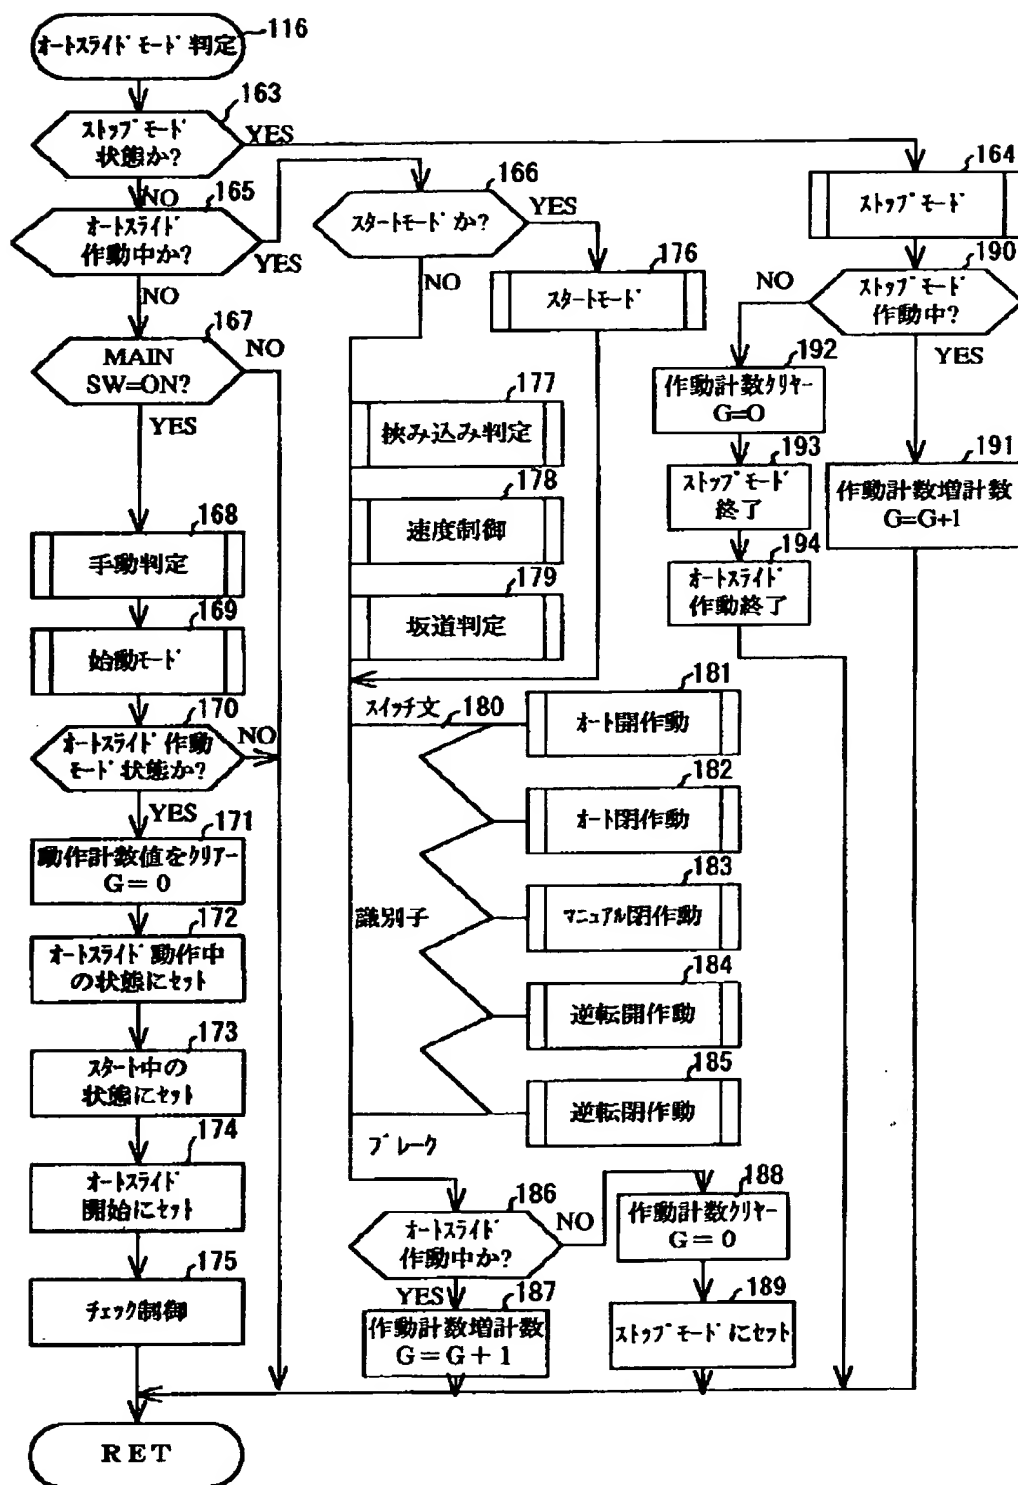 オートスライドモード判定
116
163
ストップモード
状態か?
YES
NO
165
オートスライド
作動中か?
YES
NO
166
スタートモードか?
YES
NO
164
ストップモード
176
スタートモード
190
ストップモード
作動中?
NO
YES
167
MAIN
SW=ON?
NO
YES
192
作動計数クリヤー
G=0
177
挟み込み判定
193
ストップモード
終了
191
作動計数増計数
G=G+1
178
速度制御
168
手動判定
194
オートスライド
作動終了
179
坂道判定
169
始動モード
170
オートスライド作動
モード状態か?
NO
YES
スイッチ文
180
181
オート開作動
182
オート閉作動
171
動作計数値をクリアー
G=0
識別子
183
マニュアル閉作動
172
オートスライド動作中
の状態にセット
184
逆転開作動
173
スタート中の
状態にセット
185
逆転閉作動
ブレーク
174
オートスライド
開始にセット
186
オートスライド
作動中か?
NO
YES
188
作動計数クリヤー
G=0
175
チェック制御
187
作動計数増計数
G=G+1
189
ストップモードにセット
RET